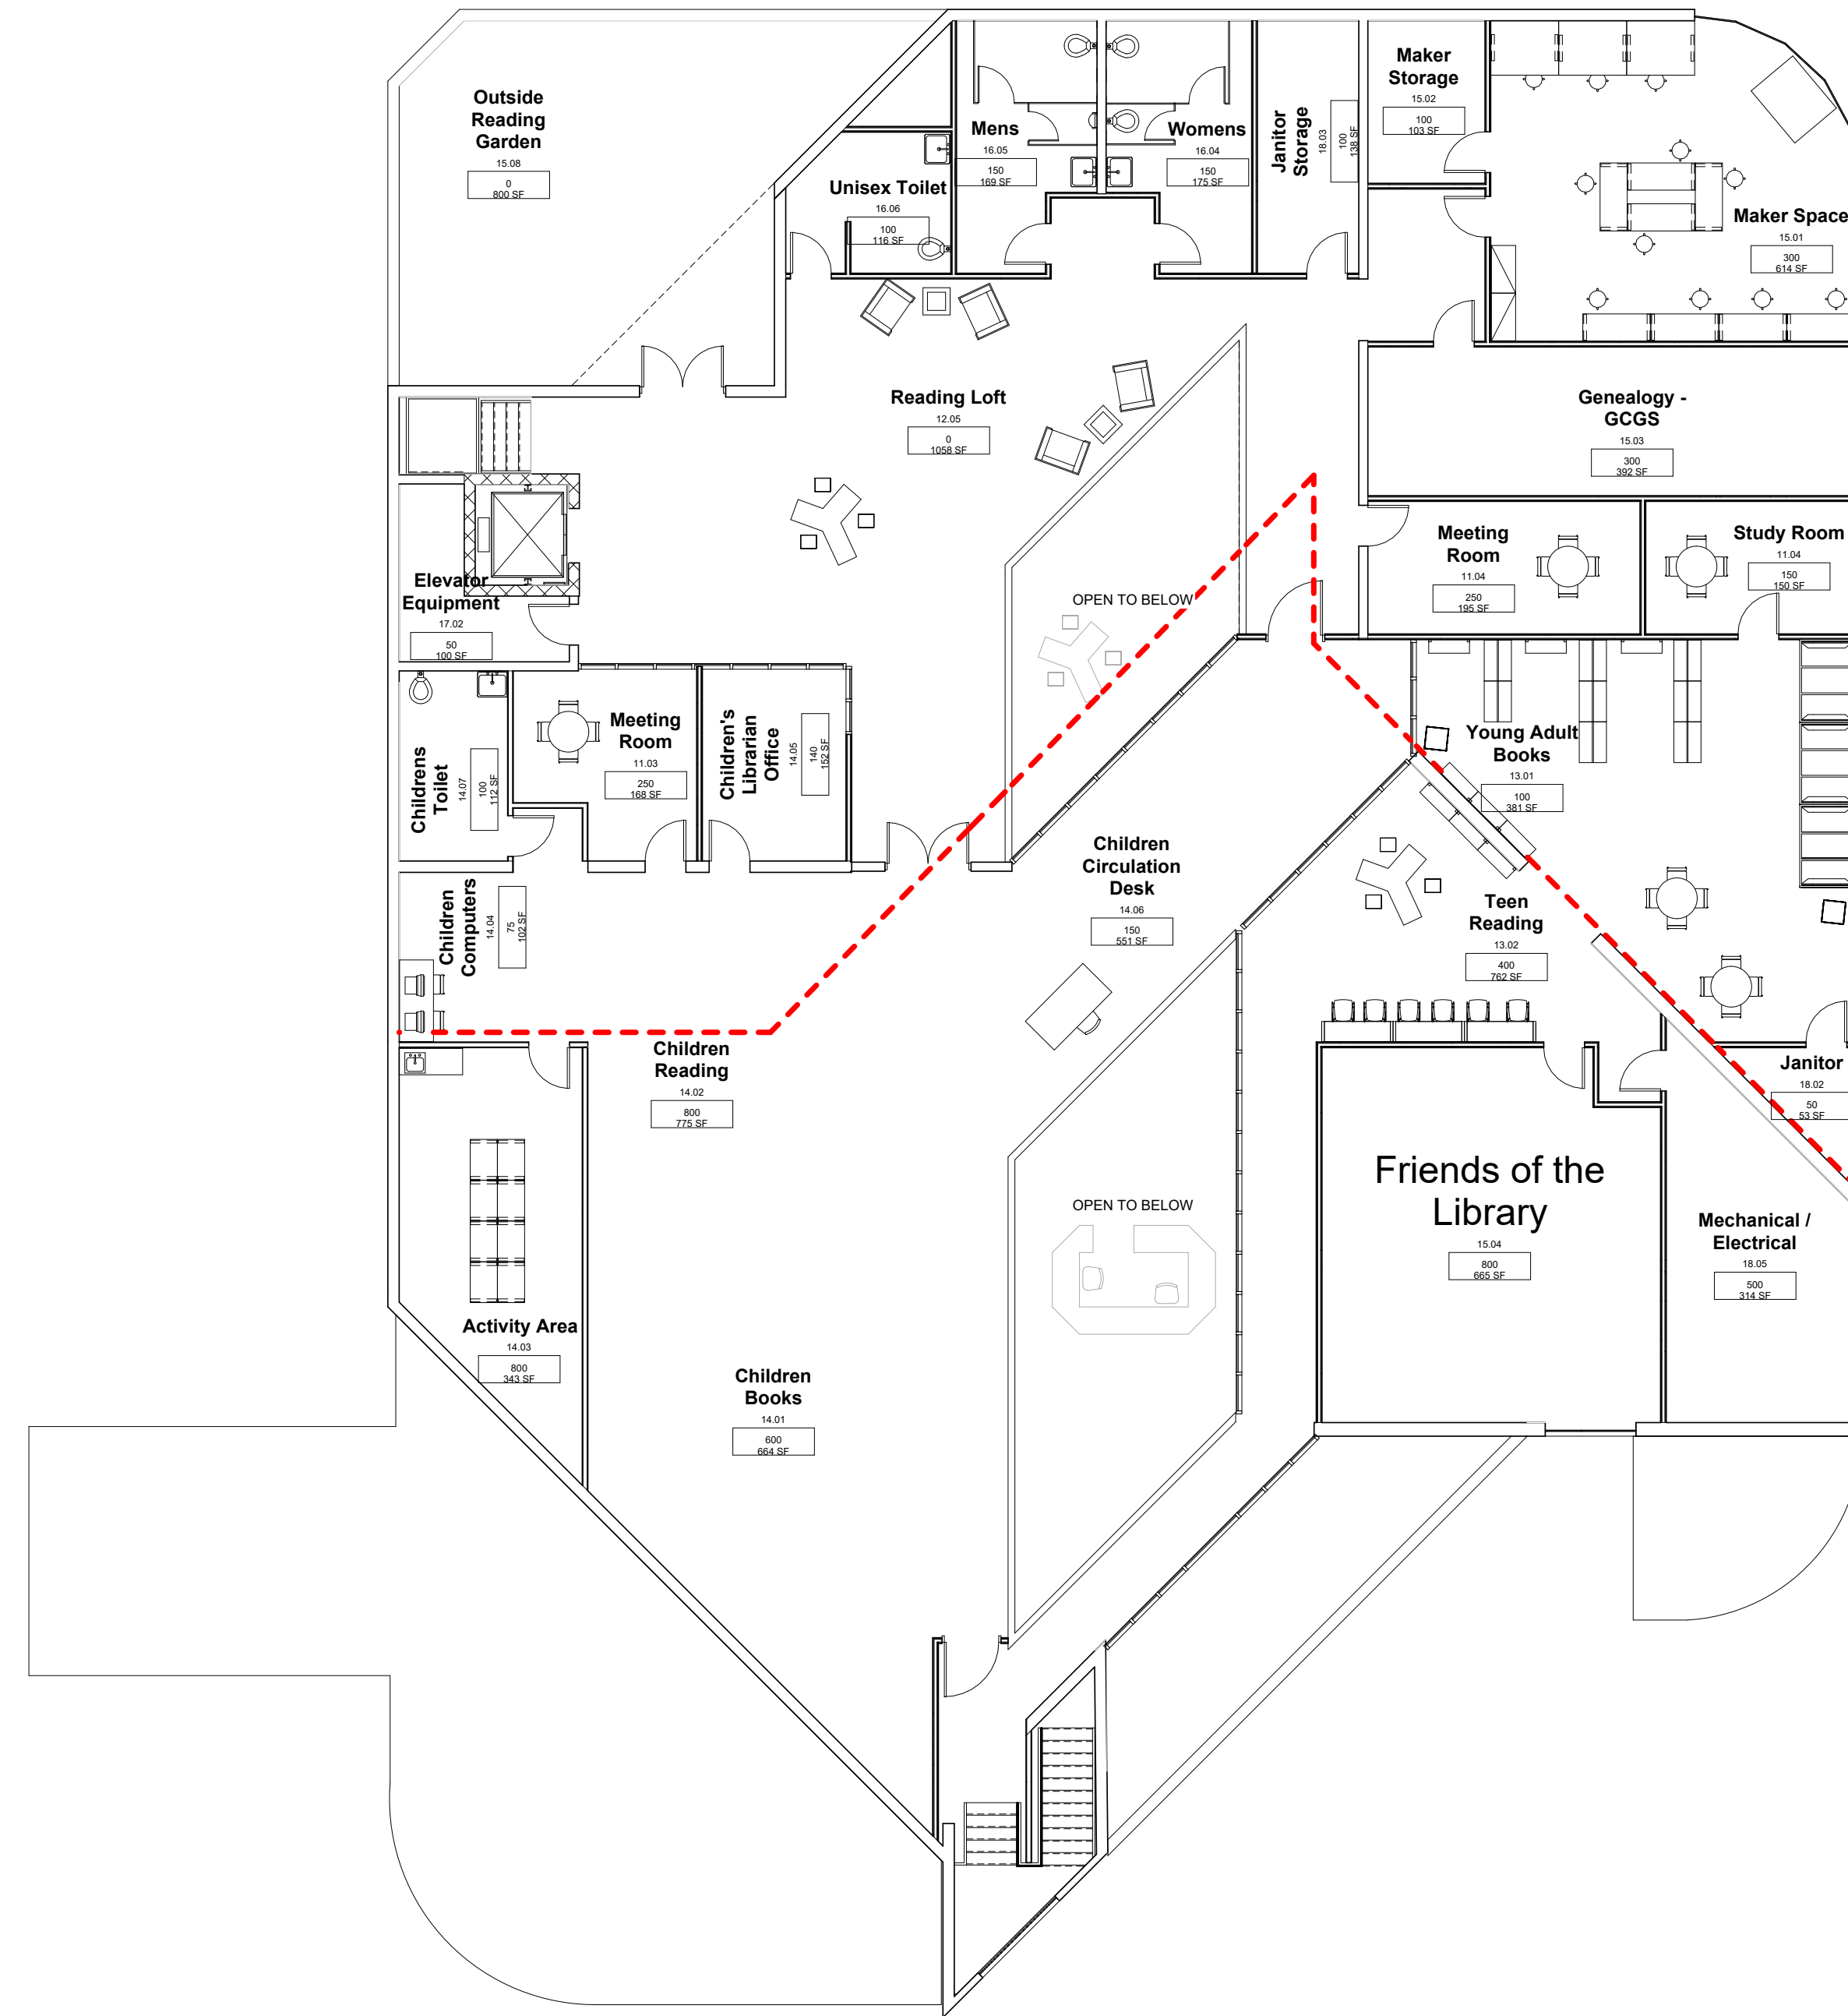 Outside
Reading
Garden
15.08
0
800 SF
Unisex Toilet
16.06
100
116 SF
Mens
16.05
150
169 SF
Womens
16.04
150
175 SF
Janitor
Storage
18.03
100
138 SF
Maker
Storage
15.02
100
103 SF
Maker Space
15.01
300
614 SF
Reading Loft
12.05
0
1058 SF
Genealogy -
GCGS
15.03
300
392 SF
Meeting
Room
11.04
250
195 SF
Study Room
11.04
150
150 SF
Elevator
Equipment
17.02
50
100 SF
OPEN TO BELOW
Childrens
Toilet
14.07
100
112 SF
Meeting
Room
11.03
250
168 SF
Children's
Librarian
Office
14.05
140
152 SF
Young Adult
Books
13.01
100
381 SF
Children
Computers
14.04
75
102 SF
Children
Circulation
Desk
14.06
150
551 SF
Teen
Reading
13.02
400
762 SF
Children
Reading
14.02
800
775 SF
Janitor
18.02
50
53 SF
Friends of the
Library
15.04
800
665 SF
OPEN TO BELOW
Mechanical /
Electrical
18.05
500
314 SF
Activity Area
14.03
800
343 SF
Children
Books
14.01
600
664 SF